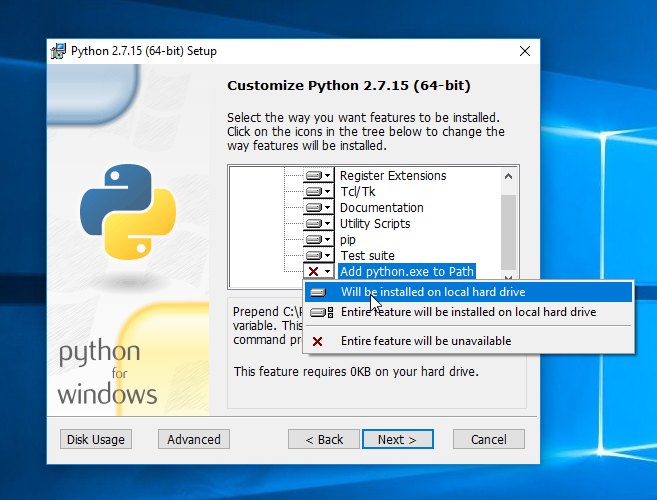 Python 2.7.15 (64-bit) Setup
Customize Python 2.7.15 (64-bit)
Select the way you want features to be installed.
Click on the icons in the tree below to change the
way features will be installed.
Register Extensions
Tcl/Tk
Documentation
Utility Scripts
pip
Test suite
Add python.exe to Path
Will be installed on local hard drive
Entire feature will be installed on local hard drive
Entire feature will be unavailable
Prepend C:\
variable. This
command
This feature requires 0KB on your hard drive.
python
for
windows
Disk Usage
Advanced
< Back
Next >
Cancel